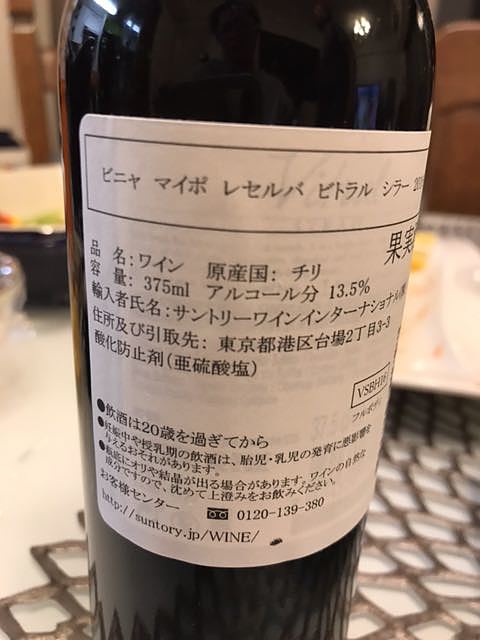 ビニャ マイポ レセルバ ビトラル シラー
果実
品 名:ワイン 原産国: チリ
容 量: 375ml アルコール分 13.5%
輸入者氏名:サントリーワインインターナショナル㈱
住所及び引取先: 東京都港区台場2丁目3-3
酸化防止剤(亜硫酸塩)
VSBH16
フルボディ
●飲酒は20歳を過ぎてから
●妊娠中や授乳期の飲酒は、胎児・乳児の発育に悪影響を
与えるおそれがあります。
●瓶底にオリや結晶が出る場合があります。ワインの自然な
成分ですので、沈めて上澄みをお飲みください。
お客様センター 0120-139-380
http://suntory.jp/WINE/